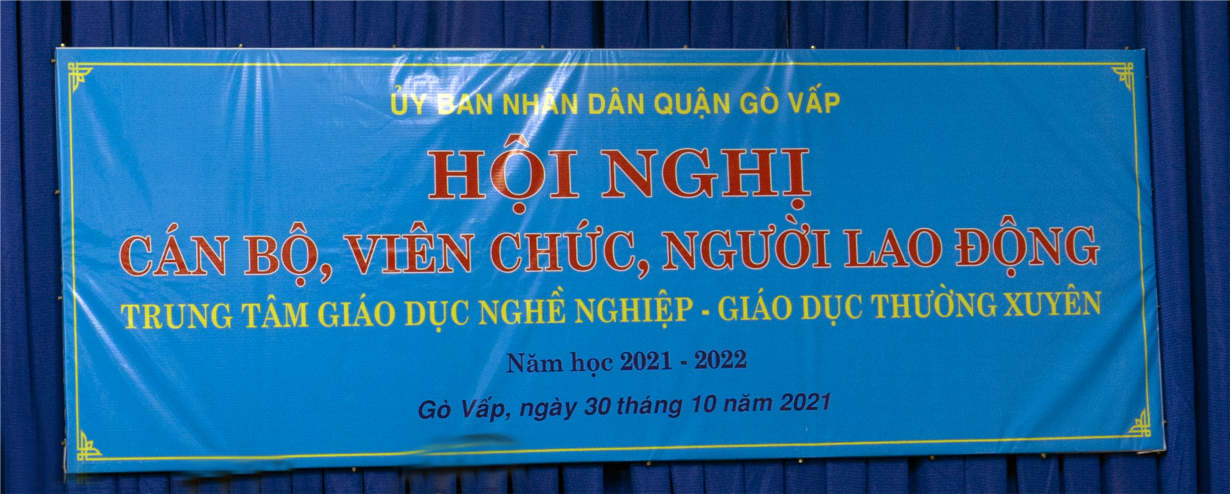 ỦY BAN NHÂN DÂN QUẬN GÒ VẤP
HỘI NGHỊ
CÁN BỘ, VIÊN CHỨC, NGƯỜI LAO ĐỘNG
TRUNG TÂM GIÁO DỤC NGHỀ NGHIỆP - GIÁO DỤC THƯỜNG XUYÊN
Năm học 2021 - 2022
Gò Vấp, ngày 30 tháng 10 năm 2021